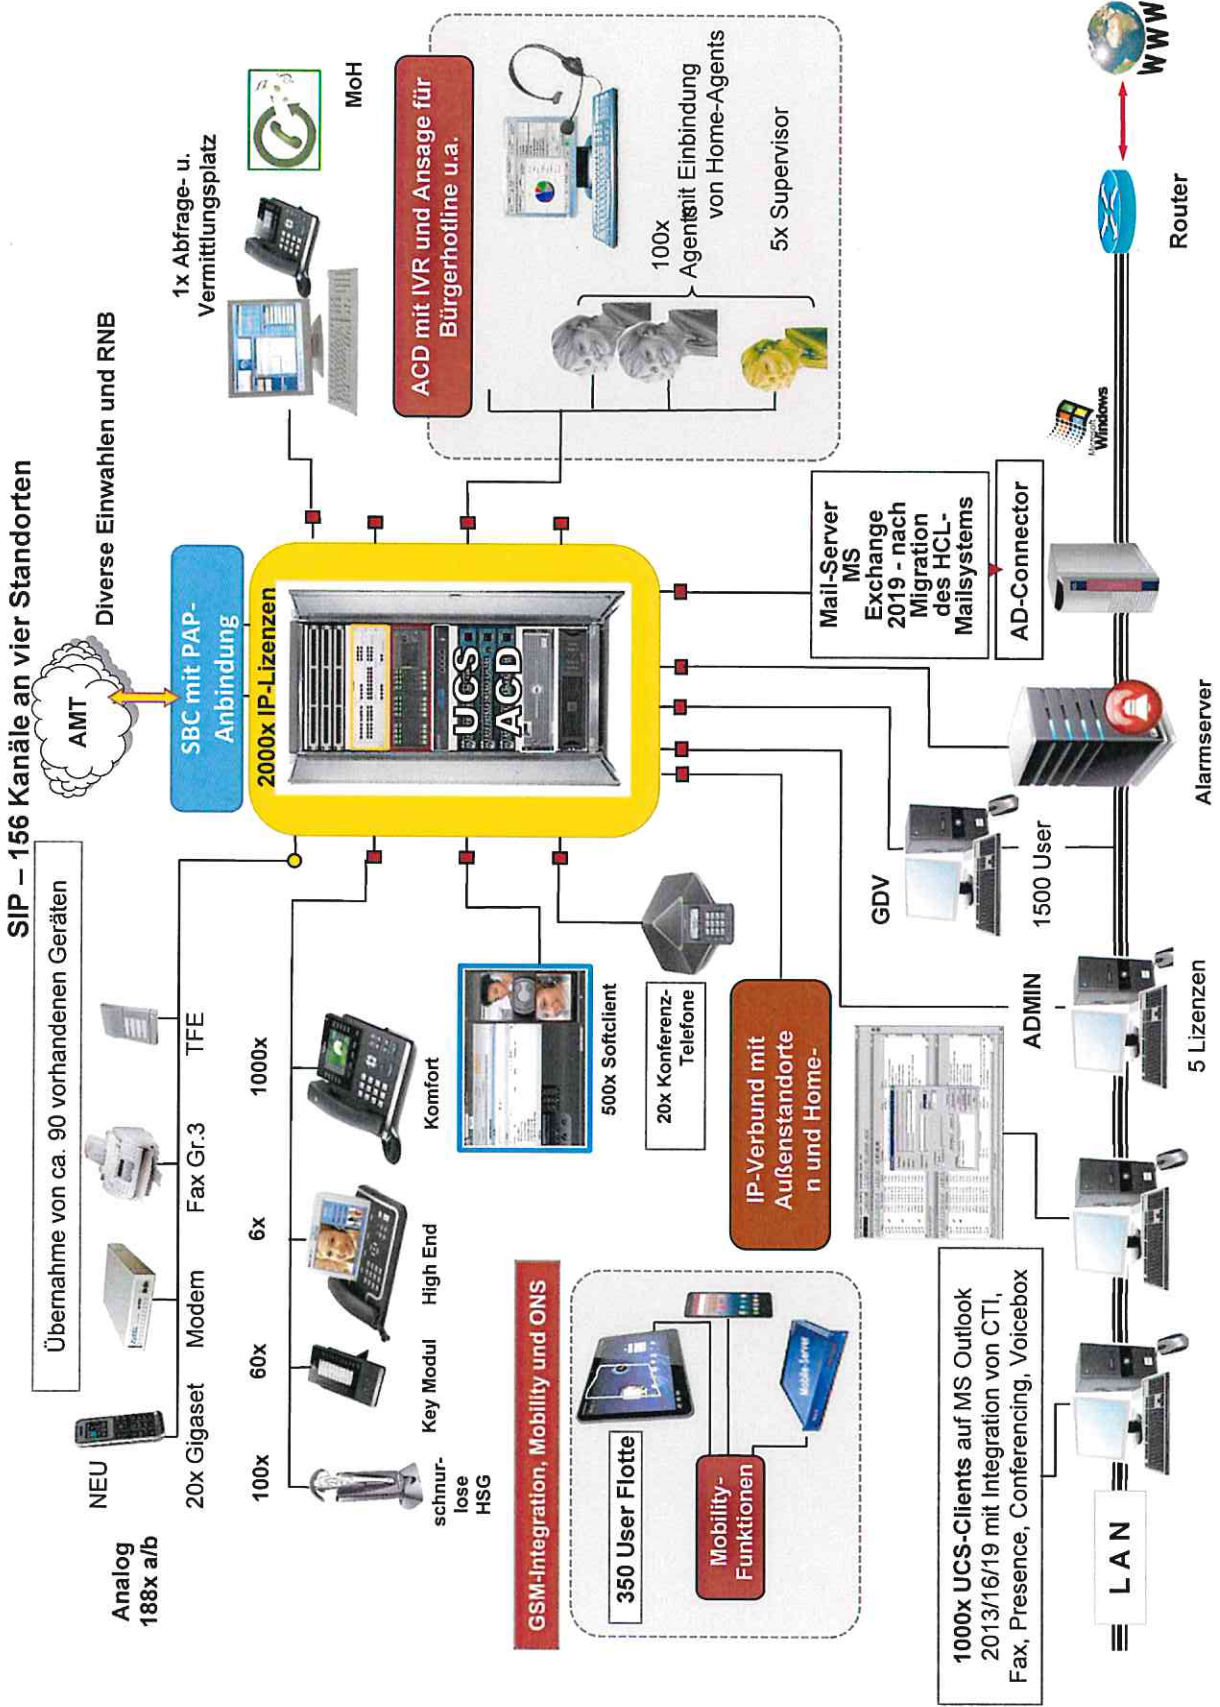 SIP – 156 Kanäle an vier Standorten
Diverse Einwahlen und RNB
AMT
SBC mit PAP-
Anbindung
2000x IP-Lizenzen
UCS
ACD
Übernahme von ca. 90 vorhandenen Geräten
NEU
Analog
188x a/b
20x Gigaset
Modem
Fax Gr.3
TFE
100x
60x
6x
1000x
schnur-
lose
HSG
Key Modul
High End
Komfort
500x Softclient
20x Konferenz-
Telefone
1x Abfrage- u.
Vermittlungsplatz
MoH
ACD mit IVR und Ansage für
Bürgerhotline u.a.
100x
Agents
mit Einbindung
von Home-Agents
5x Supervisor
GSM-Integration, Mobility und ONS
350 User Flotte
Mobility-
Funktionen
Mobile-Server
IP-Verbund mit
Außenstandorte
n und Home-
Mail-Server
MS
Exchange
2019 - nach
Migration
des HCL-
Mailsystems
AD-Connector
Microsoft
Windows
GDV
1500 User
ADMIN
5 Lizenzen
Alarmserver
Router
WWW
1000x UCS-Clients auf MS Outlook
2013/16/19 mit Integration von CTI,
Fax, Presence, Conferencing, Voicebox
LAN